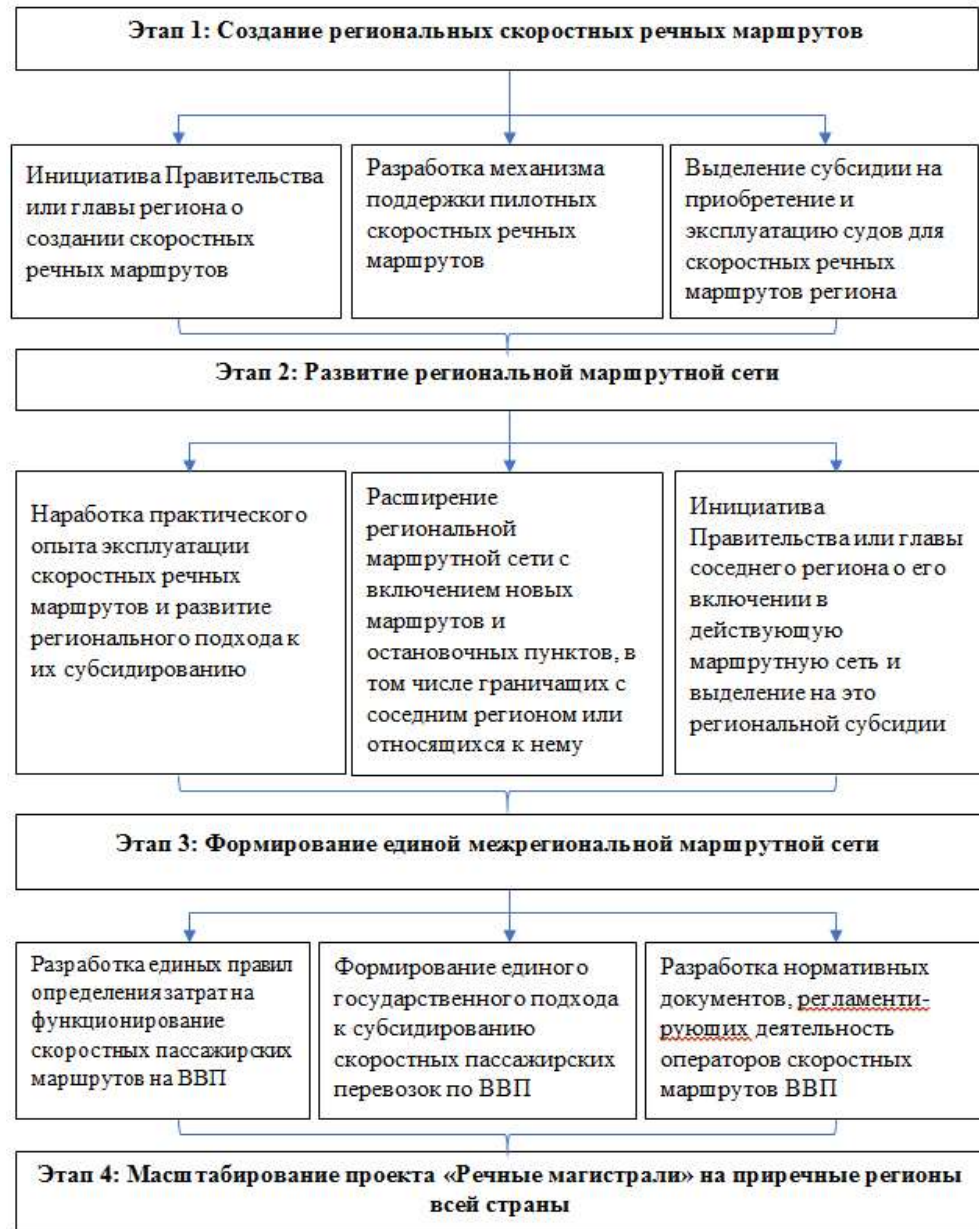 Этап 1: Создание региональных скоростных речных маршрутов
Инициатива Правительства
или главы региона о
создании скоростных
речных маршрутов
Разработка механизма
поддержки пилотных
скоростных речных
маршрутов
Выделение субсидии на
приобретение и
эксплуатацию судов для
скоростных речных
маршрутов региона
Этап 2: Развитие региональной маршрутной сети
Наработка практического
опыта эксплуатации
скоростных речных
маршрутов и развитие
регионального подхода к
их субсидированию
Расширение
региональной
маршрутной сети с
включением новых
маршрутов и
остановочных пунктов, в
том числе граничащих с
соседним регионом или
относящихся к нему
Инициатива
Правительства или главы
соседнего региона о его
включении в
действующую
маршрутную сеть и
выделение на это
региональной субсидии
Этап 3: Формирование единой межрегиональной маршрутной сети
Разработка единых правил
определения затрат на
функционирование
скоростных пассажирских
маршрутов на ВВП
Формирование единого
государственного подхода
к субсидированию
скоростных пассажирских
перевозок по ВВП
Разработка нормативных
документов, регламенти-
рующих деятельность
операторов скоростных
маршрутов ВВП
Этап 4: Масштабирование проекта «Речные магистрали» на приречные регионы
всей страны